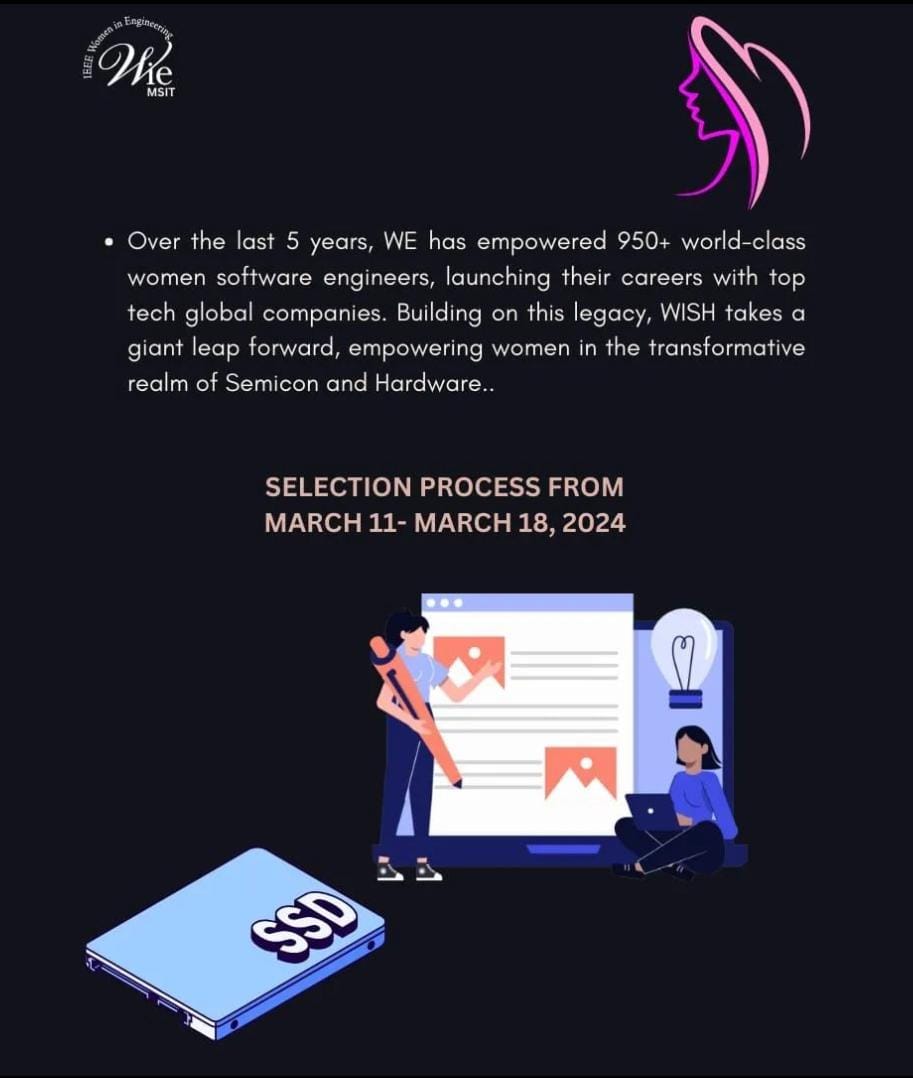 IEEE Women in Engineering
Wie
MSIT
• Over the last 5 years, WE has empowered 950+ world-class
women software engineers, launching their careers with top
tech global companies. Building on this legacy, WISH takes a
giant leap forward, empowering women in the transformative
realm of Semicon and Hardware..
SELECTION PROCESS FROM
MARCH 11- MARCH 18, 2024
SSD